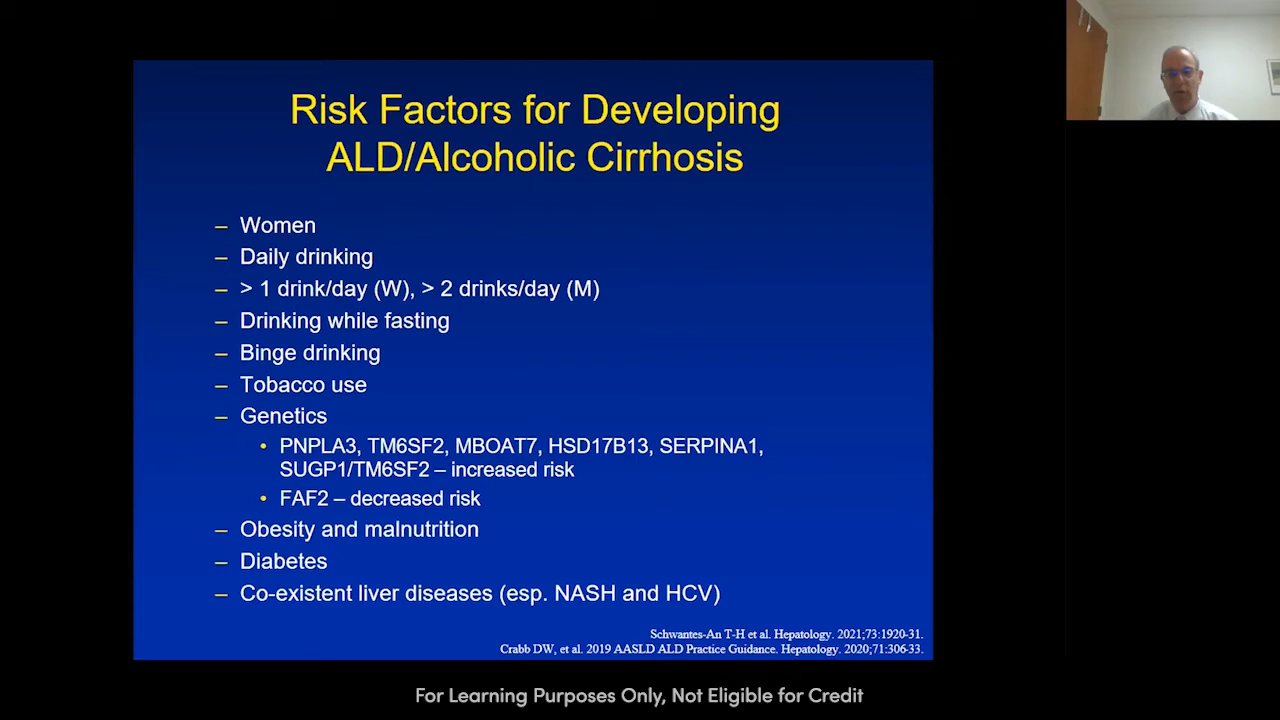 Risk Factors for Developing
ALD/Alcoholic Cirrhosis
– Women
– Daily drinking
– > 1 drink/day (W), > 2 drinks/day (M)
– Drinking while fasting
– Binge drinking
– Tobacco use
– Genetics
• PNPLA3, TM6SF2, MBOAT7, HSD17B13, SERPINA1,
SUGP1/TM6SF2 – increased risk
• FAF2 – decreased risk
– Obesity and malnutrition
– Diabetes
– Co-existent liver diseases (esp. NASH and HCV)
Schwantes-An T-H et al. Hepatology. 2021;73:1920-31.
Crabb DW, et al. 2019 AASLD ALD Practice Guidance. Hepatology. 2020;71:306-33.
For Learning Purposes Only, Not Eligible for Credit